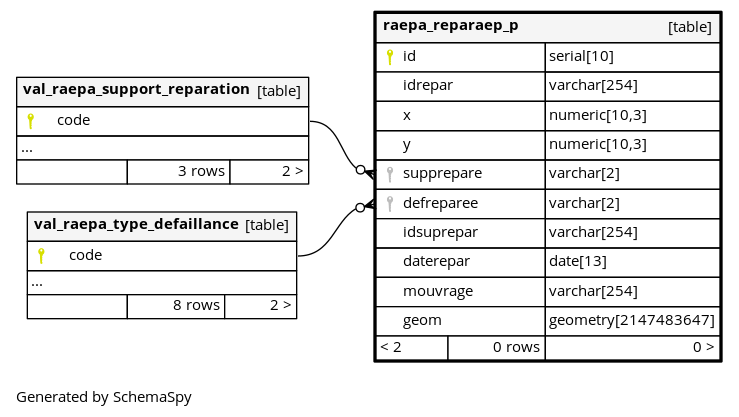 val_raepa_support_reparation [table]
code
...
3 rows 2 >
val_raepa_type_defaillance [table]
code
...
8 rows 2 >
raepa_reparaep_p [table]
id serial[10]
idrepar varchar[254]
x numeric[10,3]
y numeric[10,3]
supprepare varchar[2]
defreparee varchar[2]
idsuprepar varchar[254]
daterepar date[13]
mouvrage varchar[254]
geom geometry[2147483647]
< 2 0 rows 0 >
Generated by SchemaSpy